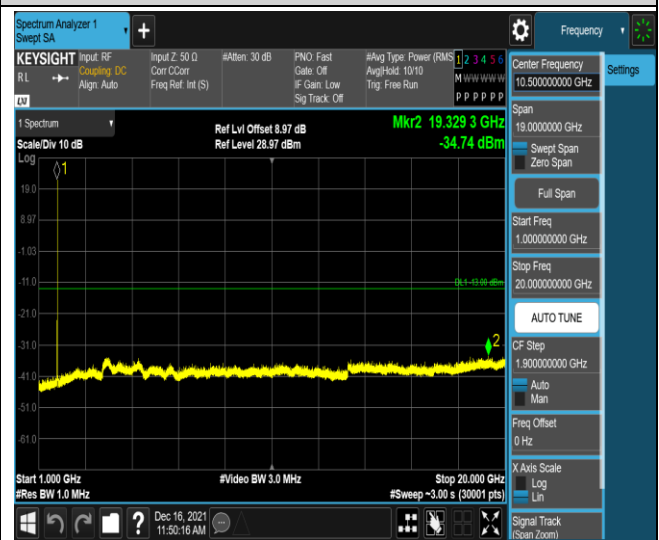 Spectrum Analyzer 1
Swept SA
+
Frequency
KEYSIGHT
RL
LXI
Input: RF
Coupling: DC
Align: Auto
Input Z: 50 Ω
Corr CCorr
Freq Ref: Int (S)
#Atten: 30 dB
PNO: Fast
Gate: Off
IF Gain: Low
Sig Track: Off
#Avg Type: Power (RMS
Avg|Hold: 10/10
Trig: Free Run
1 2 3 4 5 6
M W W W W W
P P P P P P
1 Spectrum
Scale/Div 10 dB
Log
Ref Lvl Offset 8.97 dB
Ref Level 28.97 dBm
Mkr2 19.329 3 GHz
-34.74 dBm
1
19.0
8.97
-1.03
-11.0
DL1 -13.00 dBm
-21.0
-31.0
2
-41.0
-51.0
-61.0
Start 1.000 GHz
#Res BW 1.0 MHz
#Video BW 3.0 MHz
Stop 20.000 GHz
#Sweep ~3.00 s (30001 pts)
?
Dec 16, 2021
11:50:16 AM
Center Frequency
10.500000000 GHz
Span
19.0000000 GHz
Swept Span
Zero Span
Full Span
Start Freq
1.000000000 GHz
Stop Freq
20.000000000 GHz
AUTO TUNE
CF Step
1.900000000 GHz
Auto
Man
Freq Offset
0 Hz
X Axis Scale
Log
Lin
Signal Track
(Span Zoom)
Settings